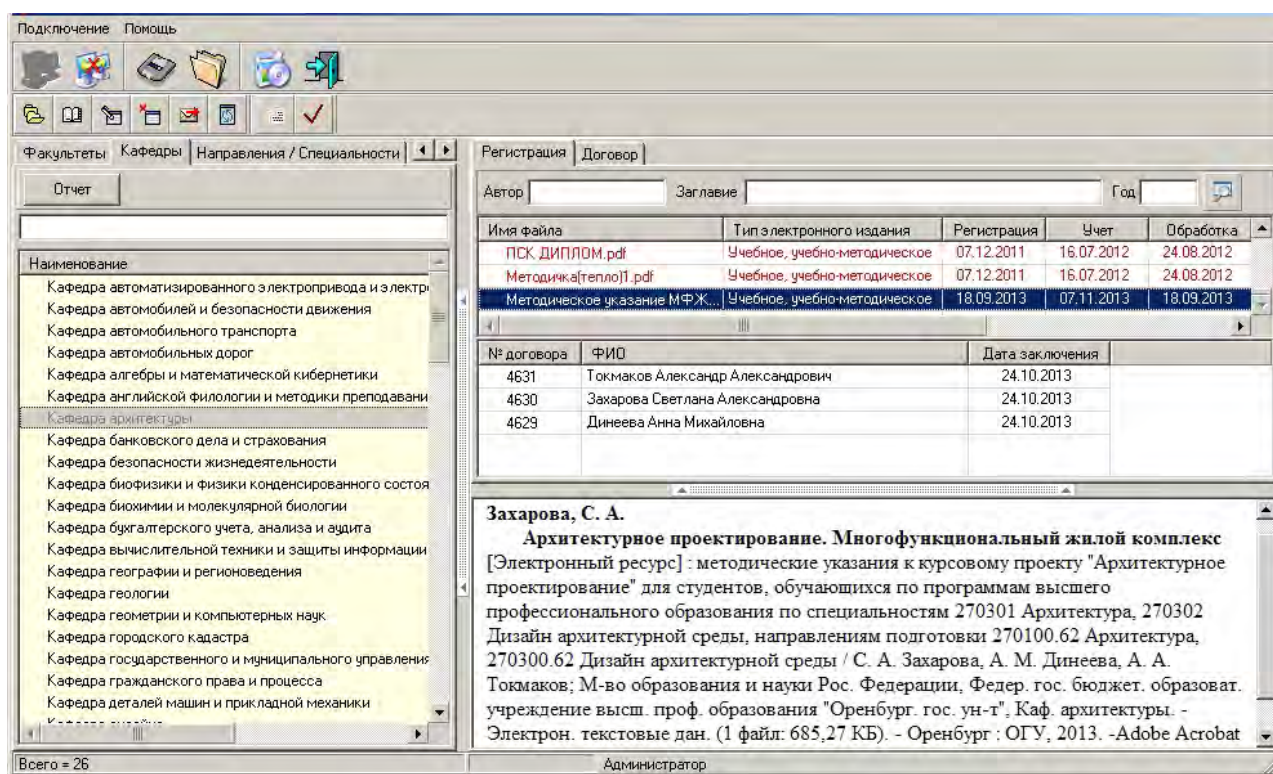 Подключение Помощь
Факультеты Кафедры Направления / Специальности
Отчет
Наименование
Кафедра автоматизированного электропривода и электр
Кафедра автомобилей и безопасности движения
Кафедра автомобильного транспорта
Кафедра автомобильных дорог
Кафедра алгебры и математической кибернетики
Кафедра английской филологии и методики преподавани
Кафедра архитектуры
Кафедра банковского дела и страхования
Кафедра безопасности жизнедеятельности
Кафедра биофизики и физики конденсированного состоя
Кафедра биохимии и молекулярной биологии
Кафедра бухгалтерского учета, анализа и аудита
Кафедра вычислительной техники и защиты информации
Кафедра географии и регионоведения
Кафедра геологии
Кафедра геометрии и компьютерных наук
Кафедра городского кадастра
Кафедра государственного и муниципального управления
Кафедра гражданского права и процесса
Кафедра деталей машин и прикладной механики
Регистрация Договор
Автор Заглавие Год
Имя файла Тип электронного издания Регистрация Учет Обработка
ПСК ДИПЛОМ.pdf Учебное, учебно-методическое 07.12.2011 16.07.2012 24.08.2012
Методичка(тепло)1.pdf Учебное, учебно-методическое 07.12.2011 16.07.2012 24.08.2012
Методическое указание МФЖ... Учебное, учебно-методическое 18.09.2013 07.11.2013 18.09.2013
№ договора ФИО Дата заключения
4631 Токмаков Александр Александрович 24.10.2013
4630 Захарова Светлана Александровна 24.10.2013
4629 Динеева Анна Михайловна 24.10.2013
Захарова, С. А.
Архитектурное проектирование. Многофункциональный жилой комплекс
[Электронный ресурс] : методические указания к курсовому проекту "Архитектурное
проектирование" для студентов, обучающихся по программам высшего
профессионального образования по специальностям 270301 Архитектура, 270302
Дизайн архитектурной среды, направлениям подготовки 270100.62 Архитектура,
270300.62 Дизайн архитектурной среды / С. А. Захарова, А. М. Динеева, А. А.
Токмаков; М-во образования и науки Рос. Федерации, Федер. гос. бюджет. образоват.
учреждение высш. проф. образования "Оренбург. гос. ун-т", Каф. архитектуры. -
Электрон. текстовые дан. (1 файл: 685,27 КБ). - Оренбург : ОГУ, 2013. -Adobe Acrobat
Всего = 26 Администратор